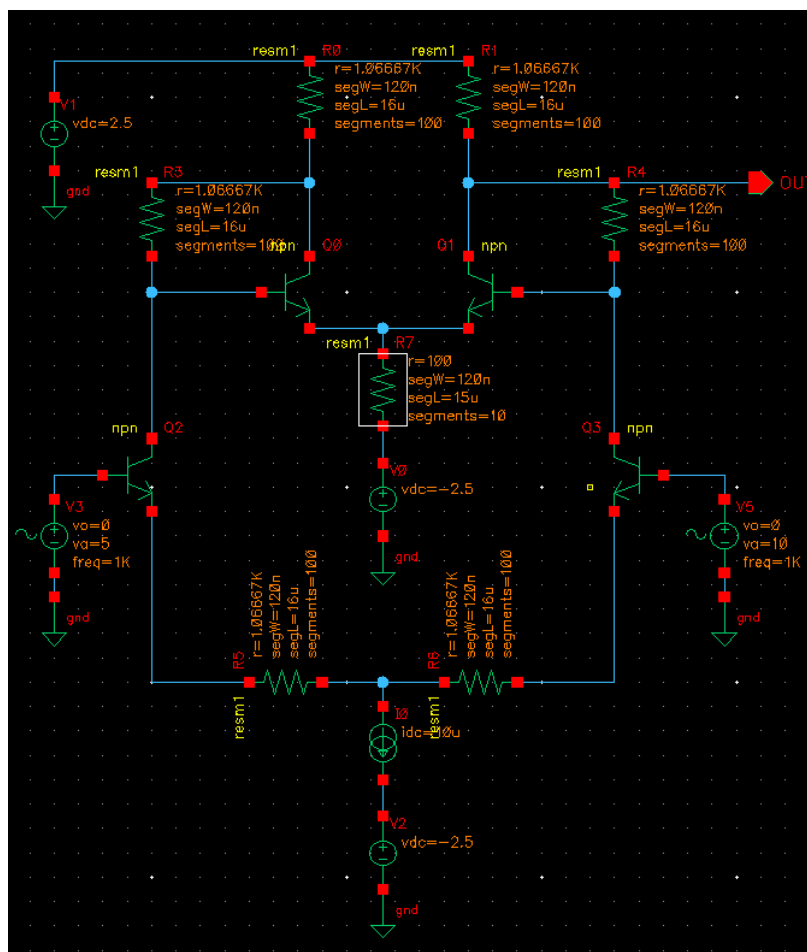 resm1 R0
r=1.06667K
segW=120n
segL=16u
segments=100
resm1 R1
r=1.06667K
segW=120n
segL=16u
segments=100
V1
vdc=2.5
gnd
resm1 R3
r=1.06667K
segW=120n
segL=16u
segments=100
resm1 R4
r=1.06667K
segW=120n
segL=16u
segments=100
OUT
npn Q0
Q1 npn
resm1 R7
r=100
segW=120n
segL=15u
segments=10
npn Q2
Q3 npn
V0
vdc=-2.5
gnd
V3
vo=0
va=5
freq=1K
gnd
V5
vo=0
va=10
freq=1K
gnd
resm1 R5
r=1.06667K
segW=120n
segL=16u
segments=100
resm1 R6
r=1.06667K
segW=120n
segL=16u
segments=100
I0
idc=10u
V2
vdc=-2.5
gnd